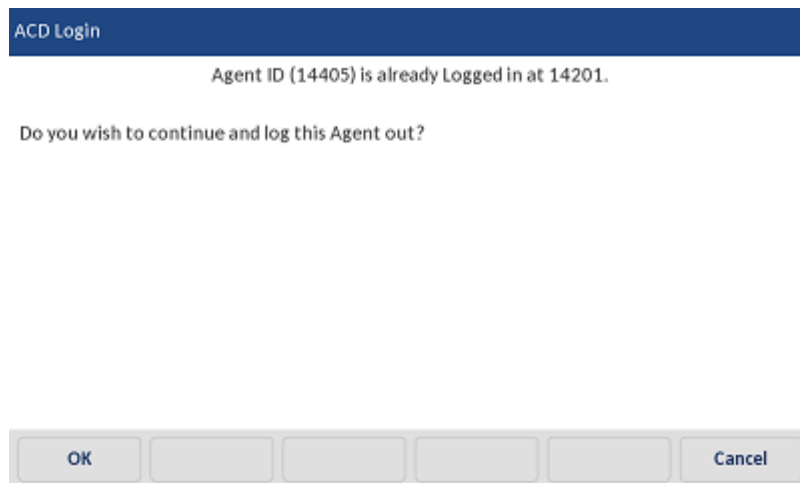 ACD Login
Agent ID (14405) is already Logged in at 14201.
Do you wish to continue and log this Agent out?
OK
Cancel